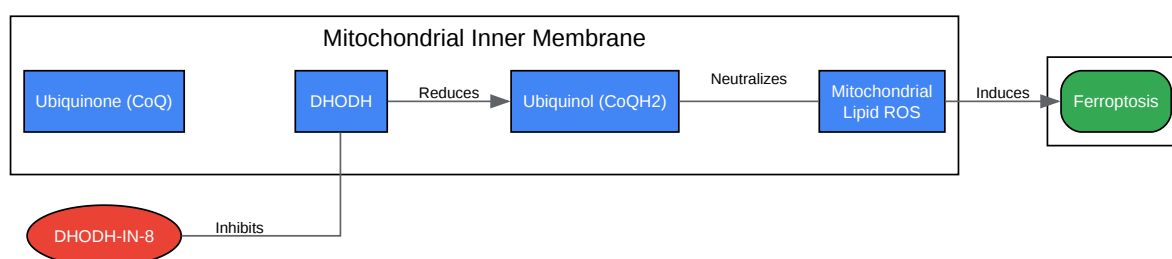 Mitochondrial Inner Membrane
Ubiquinone (CoQ)
DHODH
Reduces
Ubiquinol (CoQH2)
Neutralizes
Mitochondrial
Lipid ROS
Induces
Ferroptosis
DHODH-IN-8
Inhibits